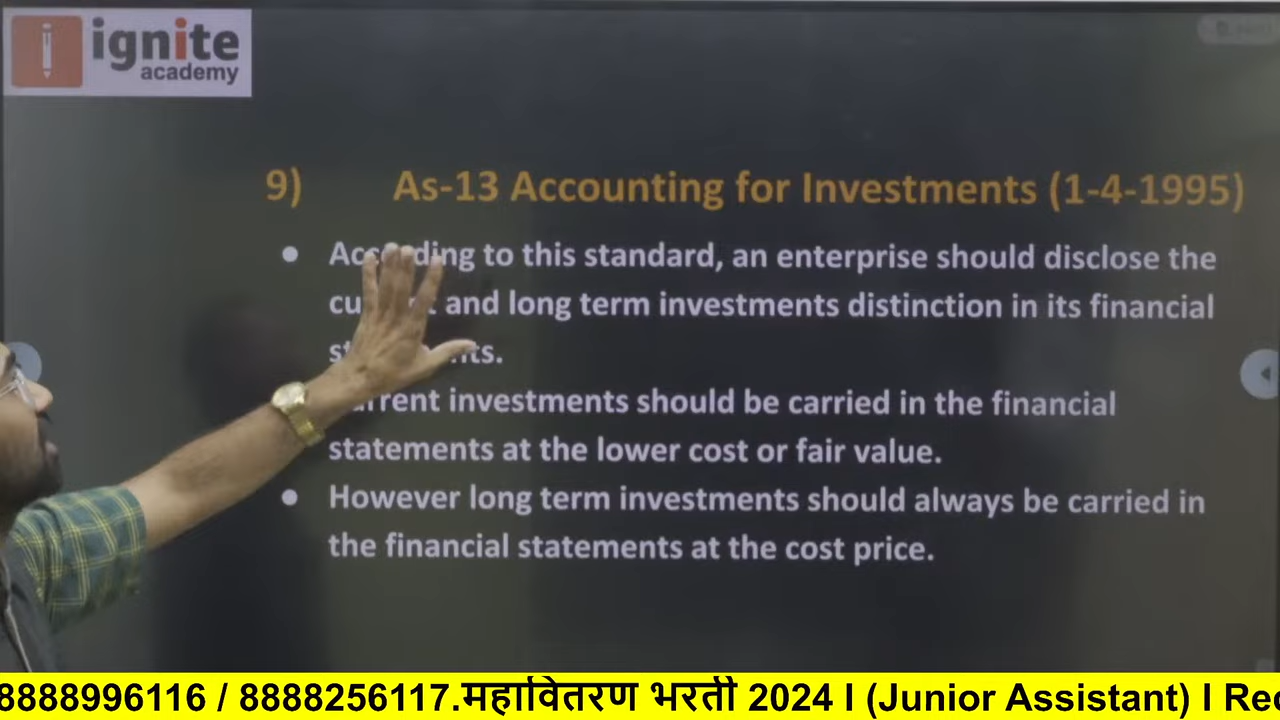 ignite
academy
9) As-13 Accounting for Investments (1-4-1995)
● According to this standard, an enterprise should disclose the
current and long term investments distinction in its financial
statements.
Current investments should be carried in the financial
statements at the lower cost or fair value.
● However long term investments should always be carried in
the financial statements at the cost price.
8888996116 / 8888256117.महावितरण भरती 2024 I (Junior Assistant) I Rec